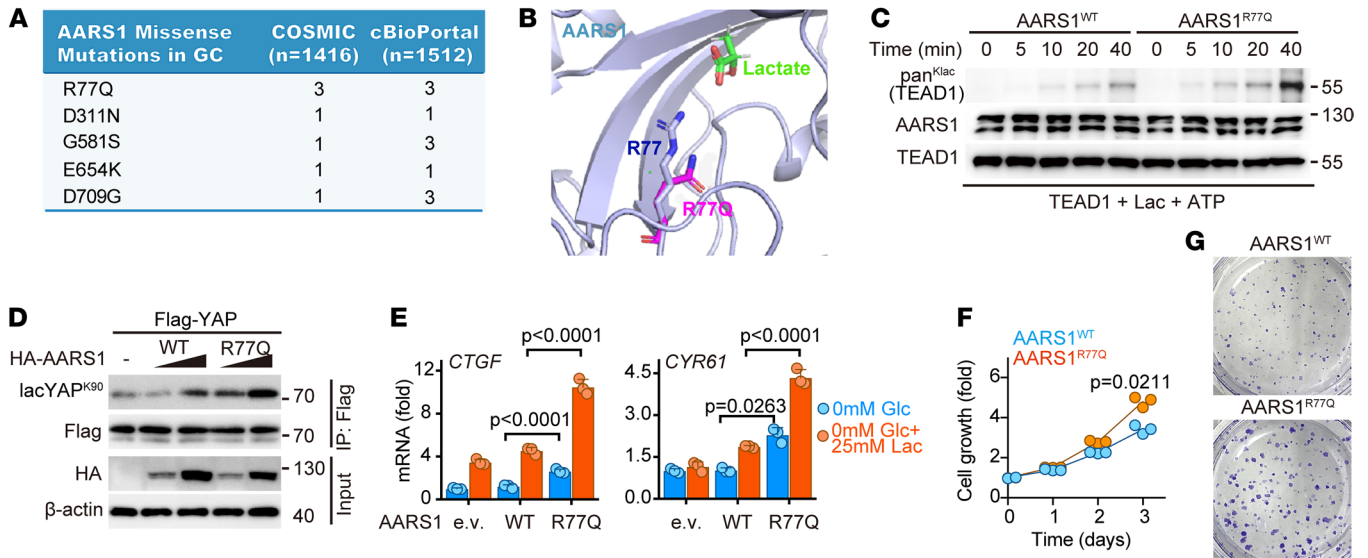 A
AARS1 Missense COSMIC cBioPortal
Mutations in GC (n=1416) (n=1512)
R77Q 3 3
D311N 1 1
G581S 1 3
E654K 1 1
D709G 1 3
B
AARS1
Lactate
R77
R77Q
C
AARS1WT AARS1R77Q
Time (min) 0 5 10 20 40 0 5 10 20 40
panKlac
(TEAD1) 55
AARS1 130
TEAD1 55
TEAD1 + Lac + ATP
D
Flag-YAP
HA-AARS1 - WT R77Q
lacYAPK90 70
Flag 70
IP: Flag
HA 130
β-actin 40
Input
E
CTGF
p<0.0001
p<0.0001
mRNA (fold)
12
8
4
0
AARS1 e.v. WT R77Q
CYR61
p<0.0001
p=0.0263
6.0
4.5
3.0
1.5
0
e.v. WT R77Q
0mM Glc
0mM Glc+
25mM Lac
F
AARS1WT
AARS1R77Q
p=0.0211
Cell growth (fold)
6
4
2
0
0 1 2 3
Time (days)
G
AARS1WT
AARS1R77Q